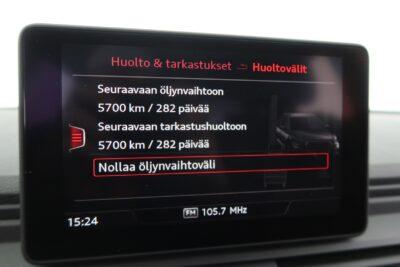 Huolto & tarkastukset Huoltovälit
Seuraavaan öljynvaihtoon
5700 km / 282 päivää
Seuraavaan tarkastushuoltoon
5700 km / 282 päivää
Nollaa öljynvaihtoväli
15:24
FM 105.7 MHz